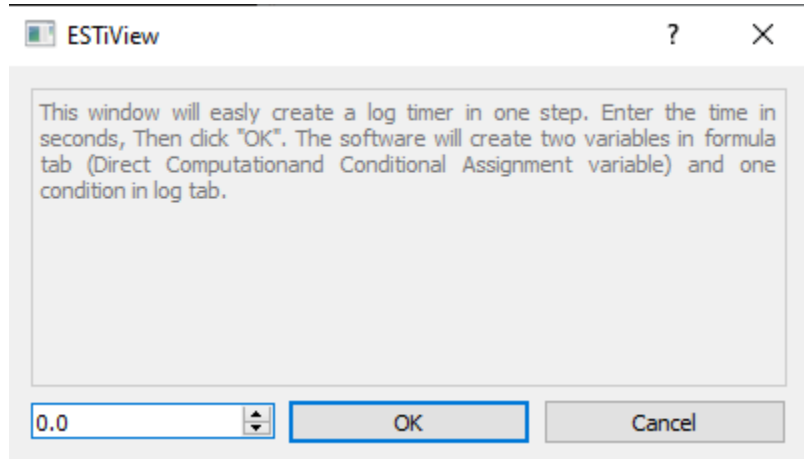 ESTiView
?
This window will easly create a log timer in one step. Enter the time in
seconds, Then click "OK". The software will create two variables in formula
tab (Direct Computationand Conditional Assignment variable) and one
condition in log tab.
0.0
OK
Cancel